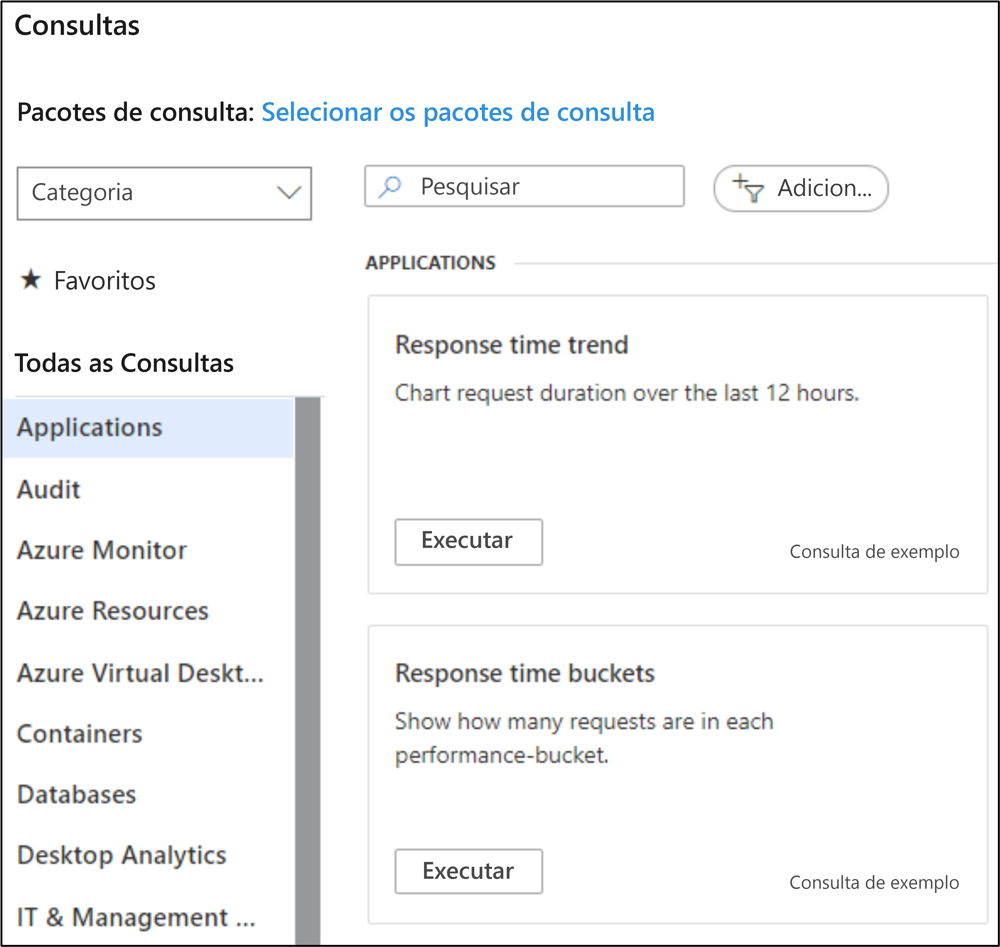 Consultas
Pacotes de consulta: Selecionar os pacotes de consulta
Categoria
Pesquisar
Adicion...
Favoritos
Todas as Consultas
Applications
Audit
Azure Monitor
Azure Resources
Azure Virtual Deskt...
Containers
Databases
Desktop Analytics
IT & Management ...
APPLICATIONS
Response time trend
Chart request duration over the last 12 hours.
Executar
Consulta de exemplo
Response time buckets
Show how many requests are in each
performance-bucket.
Executar
Consulta de exemplo